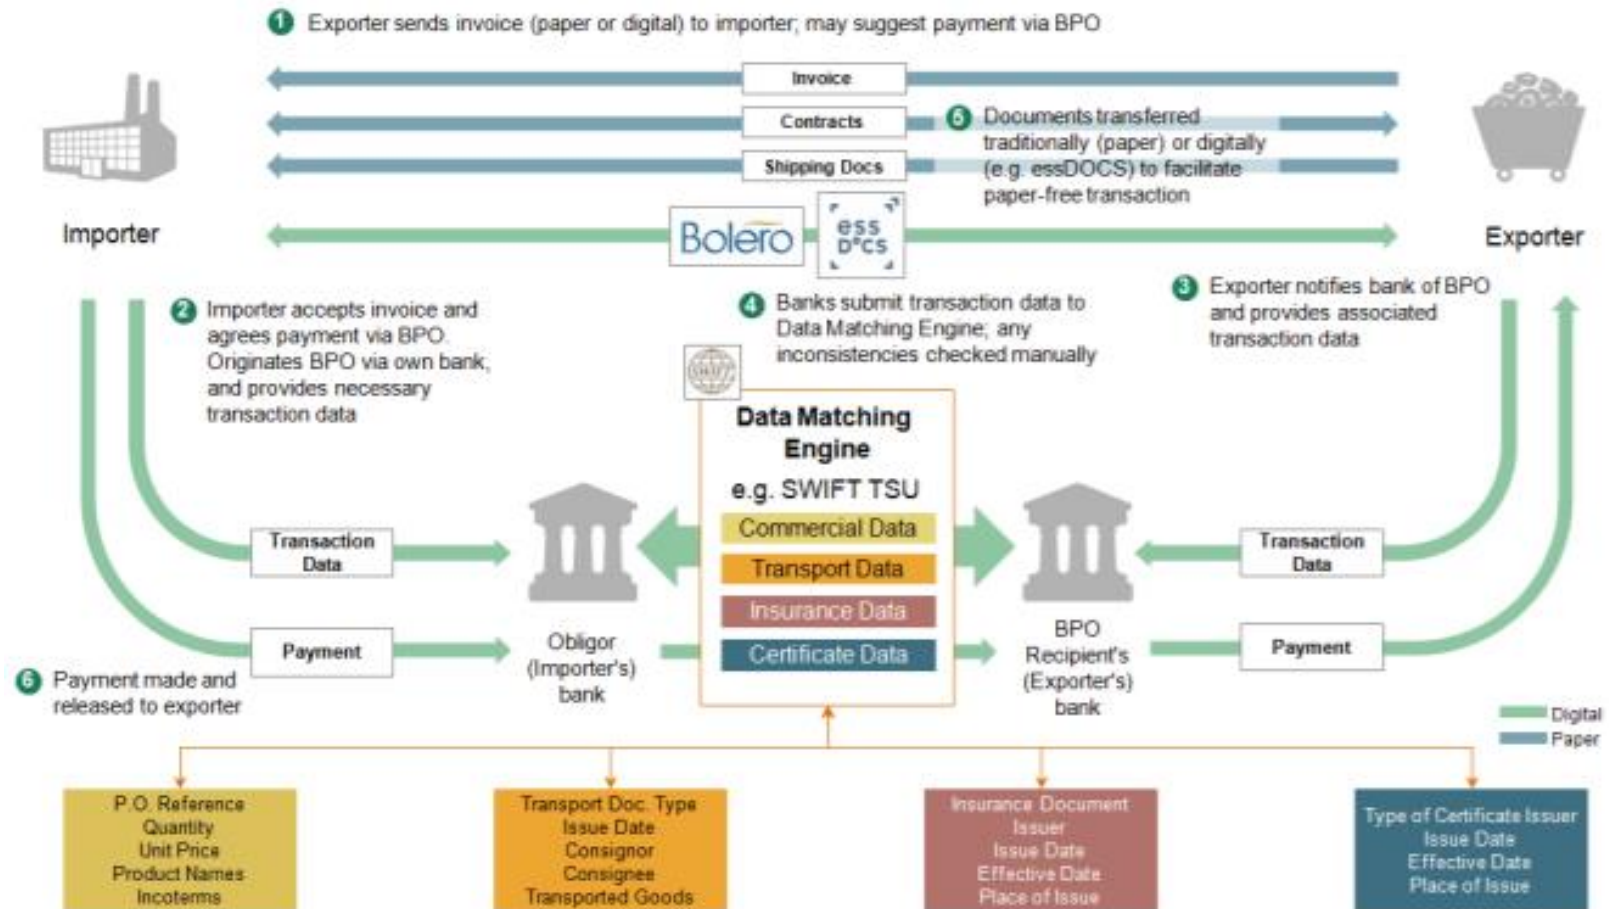 1 Exporter sends invoice (paper or digital) to importer; may suggest payment via BPO
Invoice
Contracts
Shipping Docs
5 Documents transferred
traditionally (paper) or digitally
(e.g. essDOCS) to facilitate
paper-free transaction
Importer
Bolero
ess
DOCS
Exporter
2 Importer accepts invoice and
agrees payment via BPO.
Originates BPO via own bank,
and provides necessary
transaction data
4 Banks submit transaction data to
Data Matching Engine; any
inconsistencies checked manually
3 Exporter notifies bank of BPO
and provides associated
transaction data
SWIFT
Data Matching
Engine
e.g. SWIFT TSU
Commercial Data
Transport Data
Insurance Data
Certificate Data
Transaction
Data
Payment
Obligor
(Importer's)
bank
BPO
Recipient's
(Exporter's)
bank
Transaction
Data
Payment
6 Payment made and
released to exporter
Digital
Paper
P.O. Reference
Quantity
Unit Price
Product Names
Incoterms
Transport Doc. Type
Issue Date
Consignor
Consignee
Transported Goods
Insurance Document
Issuer
Issue Date
Effective Date
Place of Issue
Type of Certificate Issuer
Issue Date
Effective Date
Place of Issue